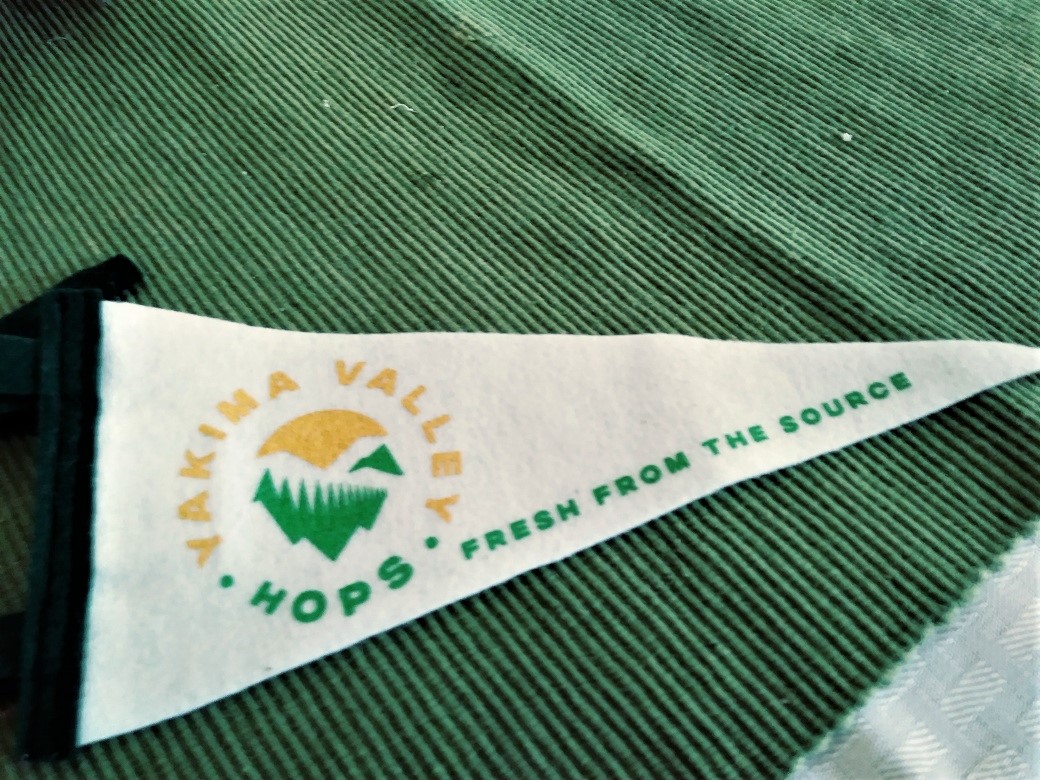 YAKIMA VALLEY
• HOPS •
FRESH FROM THE SOURCE